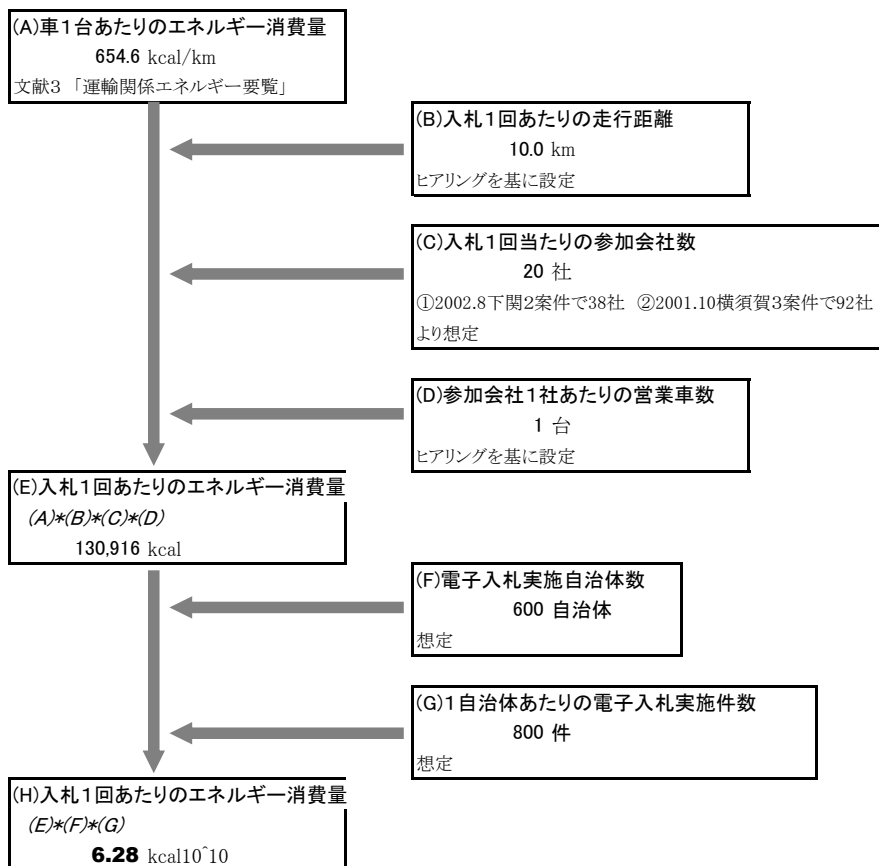 (A)車1台あたりのエネルギー消費量
654.6 kcal/km
文献3 「運輸関係エネルギー要覧」
(B)入札1回あたりの走行距離
10.0 km
ヒアリングを基に設定
(C)入札1回当たりの参加会社数
20 社
①2002.8下関2案件で38社 ②2001.10横須賀3案件で92社
より想定
(D)参加会社1社あたりの営業車数
1 台
ヒアリングを基に設定
(E)入札1回あたりのエネルギー消費量
(A)*(B)*(C)*(D)
130,916 kcal
(F)電子入札実施自治体数
600 自治体
想定
(G)1自治体あたりの電子入札実施件数
800 件
想定
(H)入札1回あたりのエネルギー消費量
(E)*(F)*(G)
6.28 kcal10^10